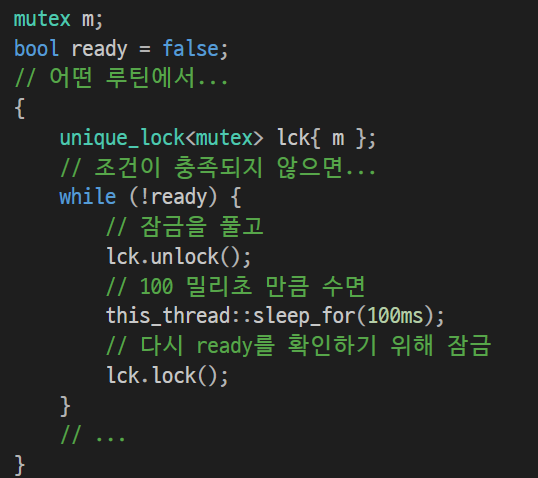 mutex m;
bool ready = false;
// 어떤 루틴에서...
{
    unique_lock<mutex> lck{ m };
    // 조건이 충족되지 않으면...
    while (!ready) {
        // 잠금을 풀고
        lck.unlock();
        // 100 밀리초 만큼 수면
        this_thread::sleep_for(100ms);
        // 다시 ready를 확인하기 위해 잠금
        lck.lock();
    }
    // ...
}